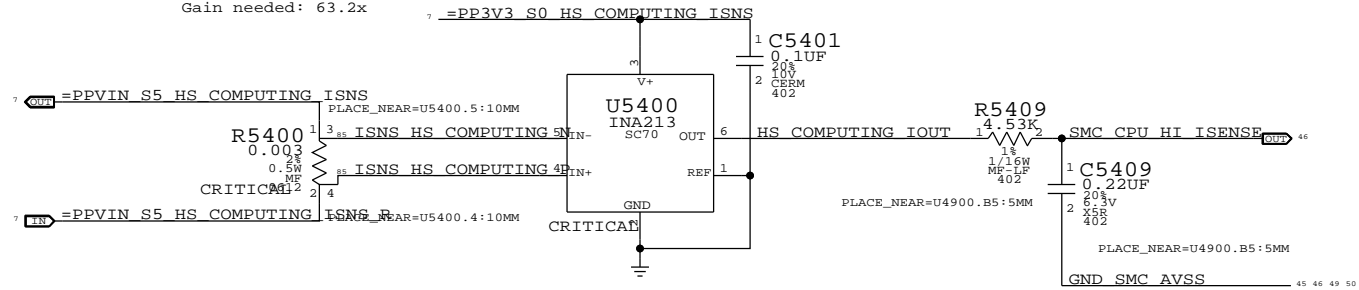 Gain needed: 63.2x
7 =PP3V3_S0_HS_COMPUTING_ISNS
1 C5401
0.1UF
20%
10V
2 CERM
402
3
V+
7 OUT =PPVIN_S5_HS_COMPUTING_ISNS
PLACE_NEAR=U5400.5:10MM
U5400
INA213
SC70
R5400
0.003
2%
0.5W
MF
CRITICAL
1 3
2 4
85 ISNS_HS_COMPUTING_N 5 IN-
85 ISNS_HS_COMPUTING_P 4 IN+
OUT 6 HS_COMPUTING_IOUT
REF 1
GND
2
CRITICAL
7 IN =PPVIN_S5_HS_COMPUTING_ISNS_R
PLACE_NEAR=U5400.4:10MM
R5409
4.53K
1 2
1%
1/16W
MF-LF
402
PLACE_NEAR=U4900.B5:5MM
SMC_CPU_HI_ISENSE OUT 46
1 C5409
0.22UF
20%
6.3V
2 X5R
402
PLACE_NEAR=U4900.B5:5MM
GND_SMC_AVSS 45 46 49 50